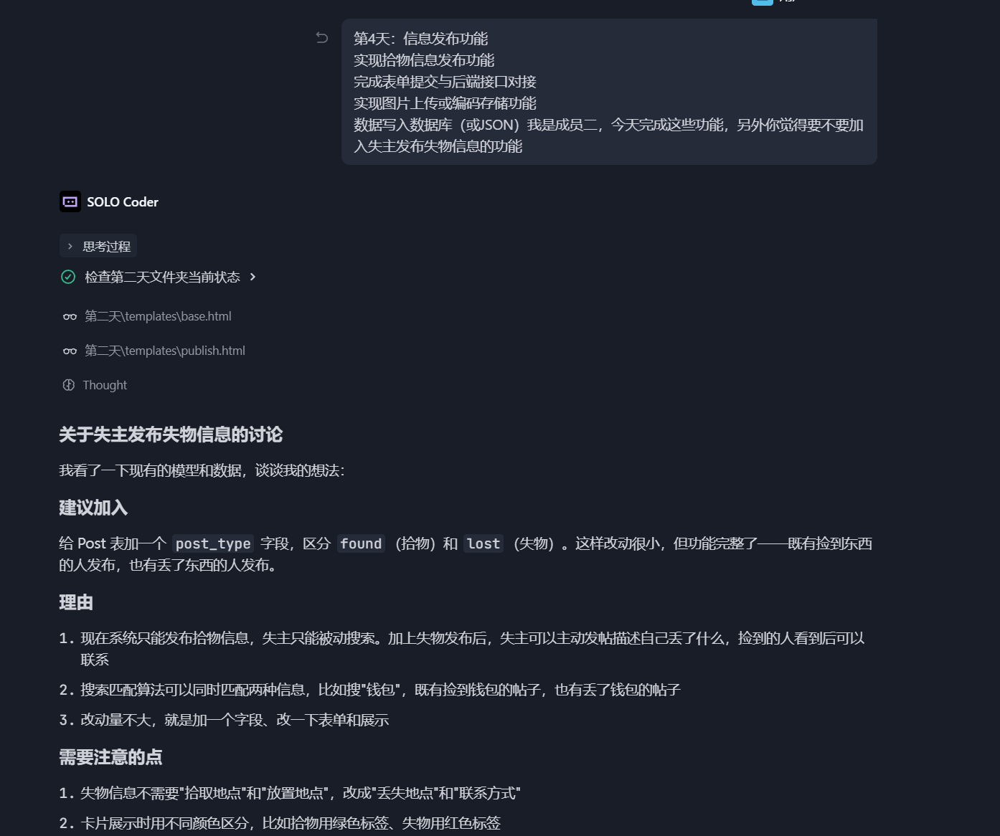 第4天：信息发布功能
实现拾物信息发布功能
完成表单提交与后端接口对接
实现图片上传或编码存储功能
数据写入数据库（或JSON）我是成员二，今天完成这些功能，另外你觉得要不要加
入失主发布失物信息的功能
SOLO Coder
思考过程
检查第二天文件夹当前状态
第二天\templates\base.html
第二天\templates\publish.html
Thought
关于失主发布失物信息的讨论
我看了一下现有的模型和数据，谈谈我的想法：
建议加入
给 Post 表加一个 post_type 字段，区分 found （拾物）和 lost （失物）。这样改动很小，但功能完整了——既有捡到东西
的人发布，也有丢了东西的人发布。
理由
1. 现在系统只能发布拾物信息，失主只能被动搜索。加上失物发布后，失主可以主动发帖描述自己丢了什么，捡到的人看到后可以
联系
2. 搜索匹配算法可以同时匹配两种信息，比如搜"钱包"，既有捡到钱包的帖子，也有丢了钱包的帖子
3. 改动量不大，就是加一个字段、改一下表单和展示
需要注意的点
1. 失物信息不需要"拾取地点"和"放置地点"，改成"丢失地点"和"联系方式"
2. 卡片展示时用不同颜色区分，比如拾物用绿色标签、失物用红色标签